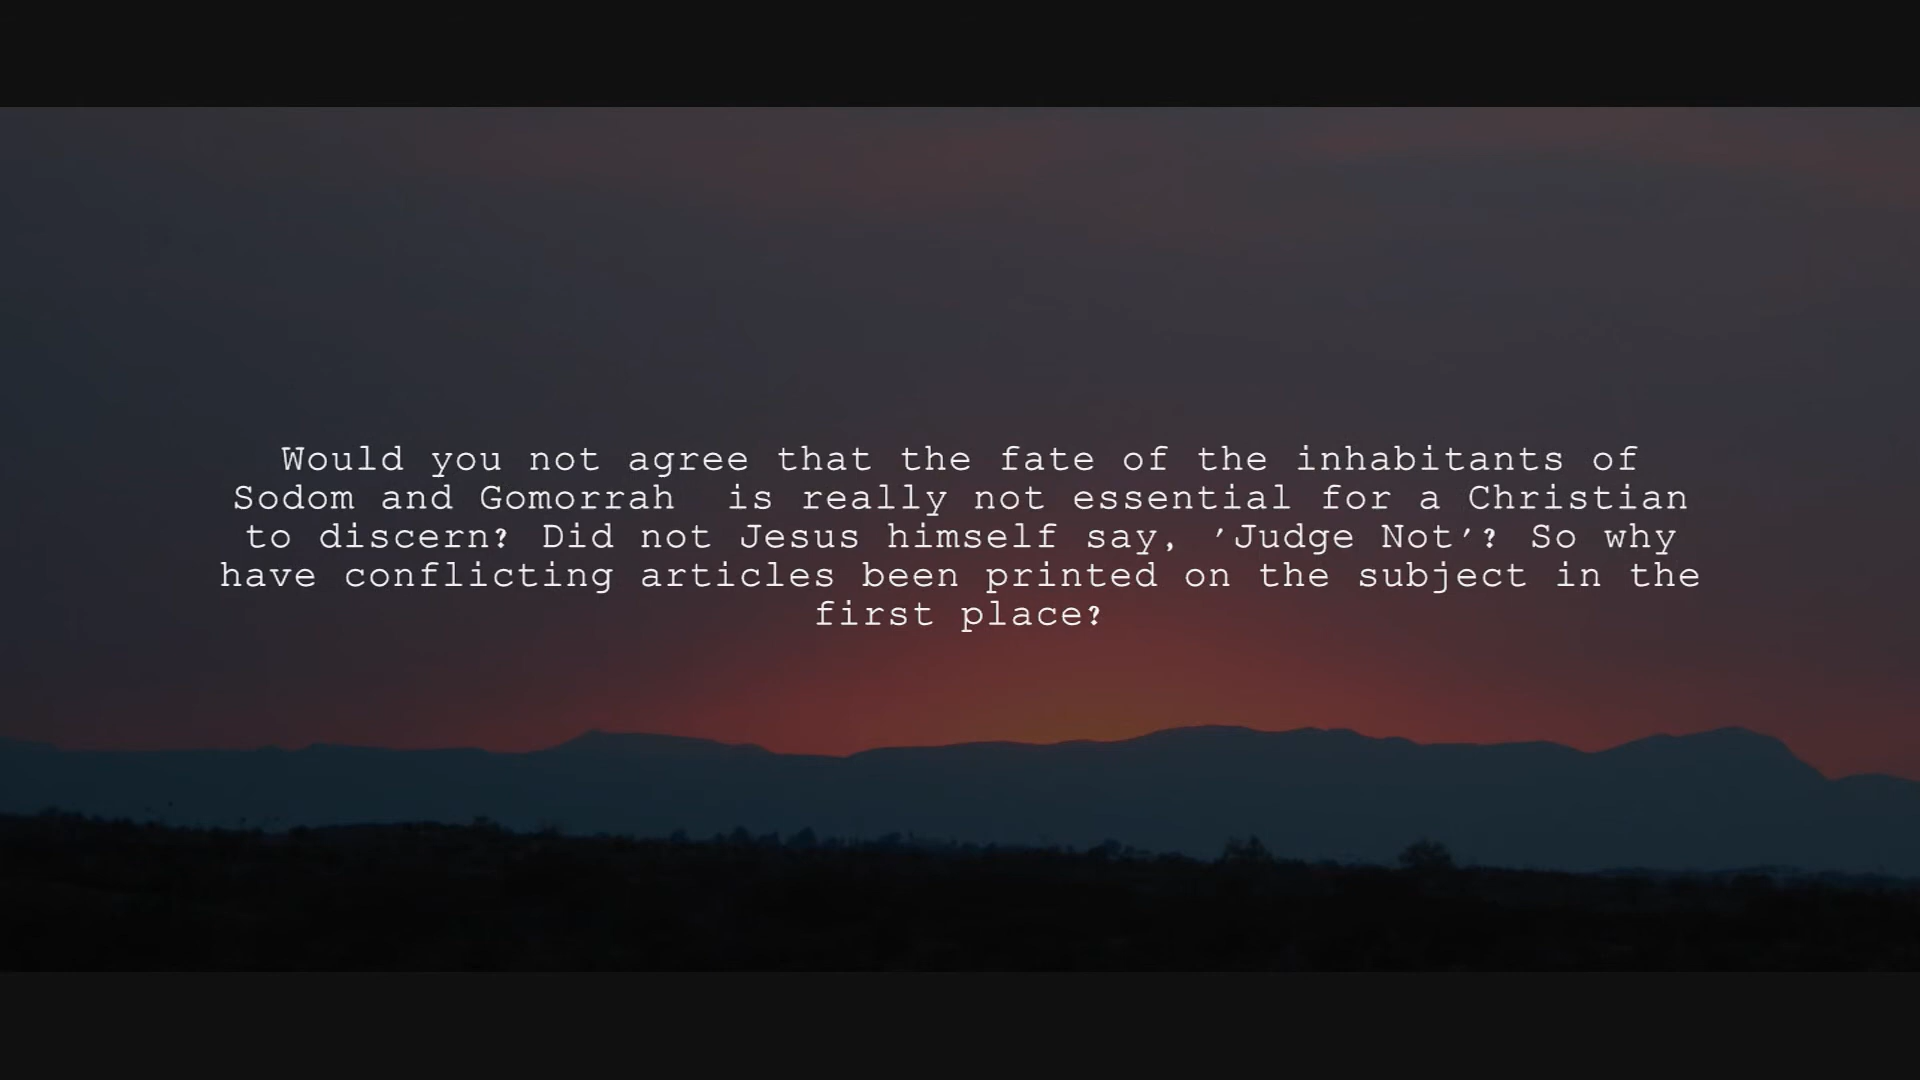 Would you not agree that the fate of the inhabitants of
Sodom and Gomorrah  is really not essential for a Christian
to discern? Did not Jesus himself say, 'Judge Not'? So why
have conflicting articles been printed on the subject in the
first place?